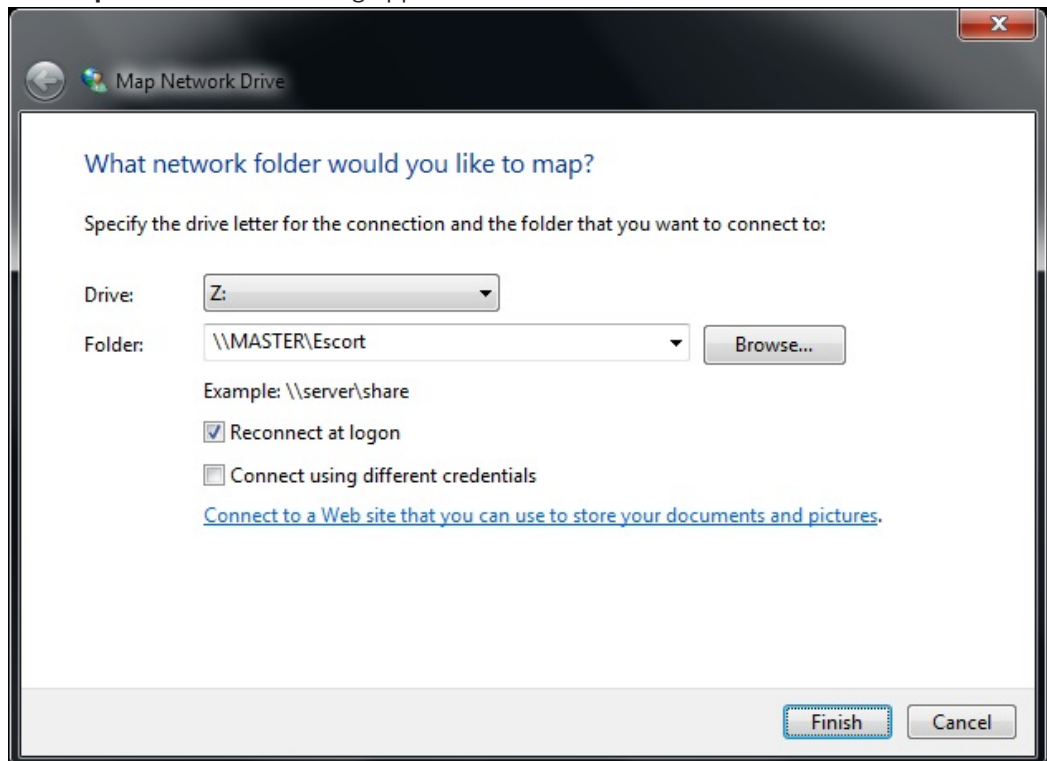 Map Network Drive
What network folder would you like to map?
Specify the drive letter for the connection and the folder that you want to connect to:
Drive: Z:
Folder: \\MASTER\Escort Browse...
Example: \\server\share
Reconnect at logon
Connect using different credentials
Connect to a Web site that you can use to store your documents and pictures.
Finish Cancel